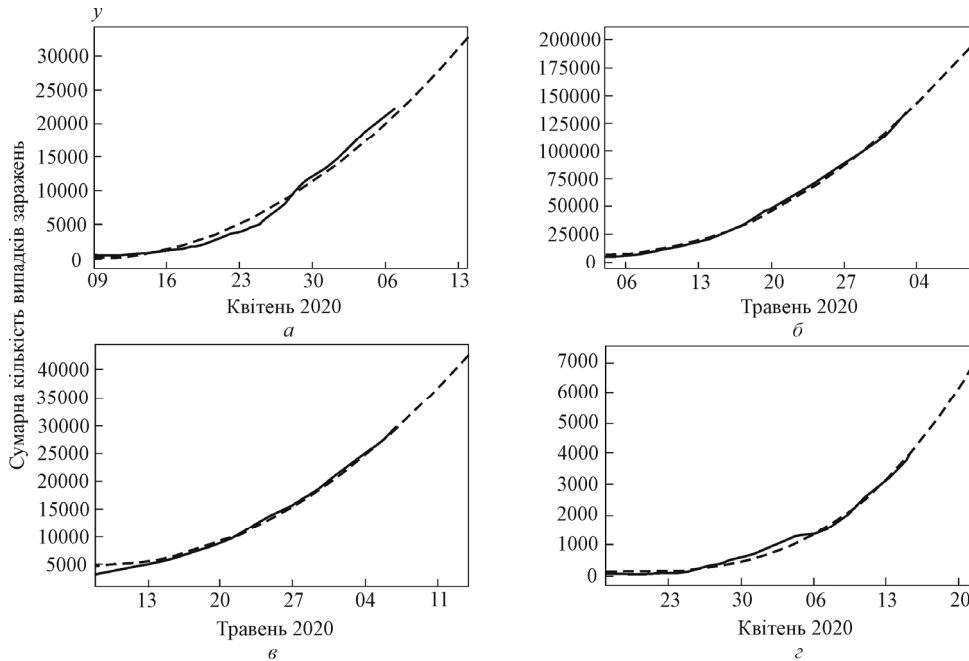 y
Сумарна кількість випадків заражень
30000
25000
20000
15000
10000
5000
0
09 16 23 30 06 13
Квітень 2020
а
200000
175000
150000
125000
100000
75000
50000
25000
0
06 13 20 27 04
Травень 2020
б
40000
35000
30000
25000
20000
15000
10000
5000
13 20 27 04 11
Травень 2020
в
7000
6000
5000
4000
3000
2000
1000
0
23 30 06 13 20
Квітень 2020
г